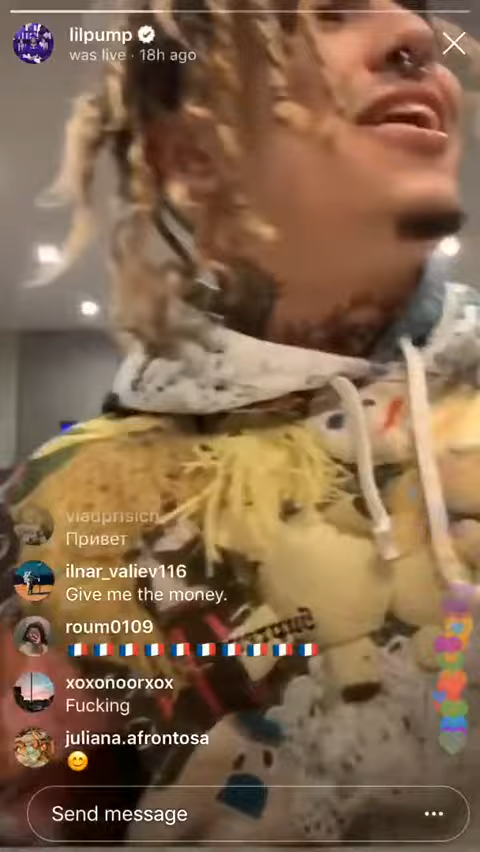 lilpump
was live · 18h ago
vladprisich
Привет
ilnar_valiev116
Give me the money.
roum0109
🇫🇷 🇫🇷 🇫🇷 🇫🇷 🇫🇷 🇫🇷 🇫🇷 🇫🇷 🇫🇷 🇫🇷
xoxonoorxox
Fucking
juliana.afrontosa
😊
Send message